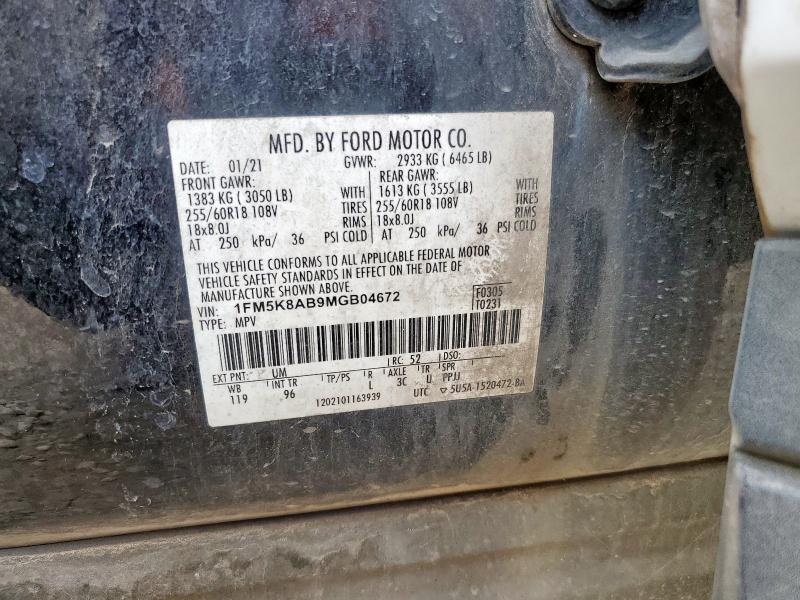 MFD. BY FORD MOTOR CO.
DATE: 01/21 GVWR: 2933 KG ( 6465 LB)
FRONT GAWR: REAR GAWR:
1383 KG ( 3050 LB) WITH 1613 KG ( 3555 LB) WITH
255/60R18 108V TIRES 255/60R18 108V TIRES
18x8.0J RIMS 18x8.0J RIMS
AT 250 kPa/ 36 PSI COLD AT 250 kPa/ 36 PSI COLD
THIS VEHICLE CONFORMS TO ALL APPLICABLE FEDERAL MOTOR
VEHICLE SAFETY STANDARDS IN EFFECT ON THE DATE OF
MANUFACTURE SHOWN ABOVE.
VIN: 1FM5K8AB9MGB04672 F0305
TYPE: MPV T0231
EXT PNT: UM RC: 52 DSO:
WB INT TR TP/PS R AXLE TR SPR
119 96 L 3C U PPJJ
1202101163939 UTC ▽ 5U5A-1520472-BA